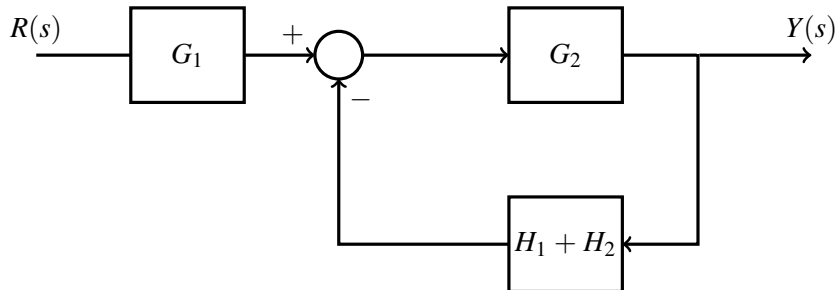 R(s)
G₁
+
G₂
Y(s)
−
H₁ + H₂